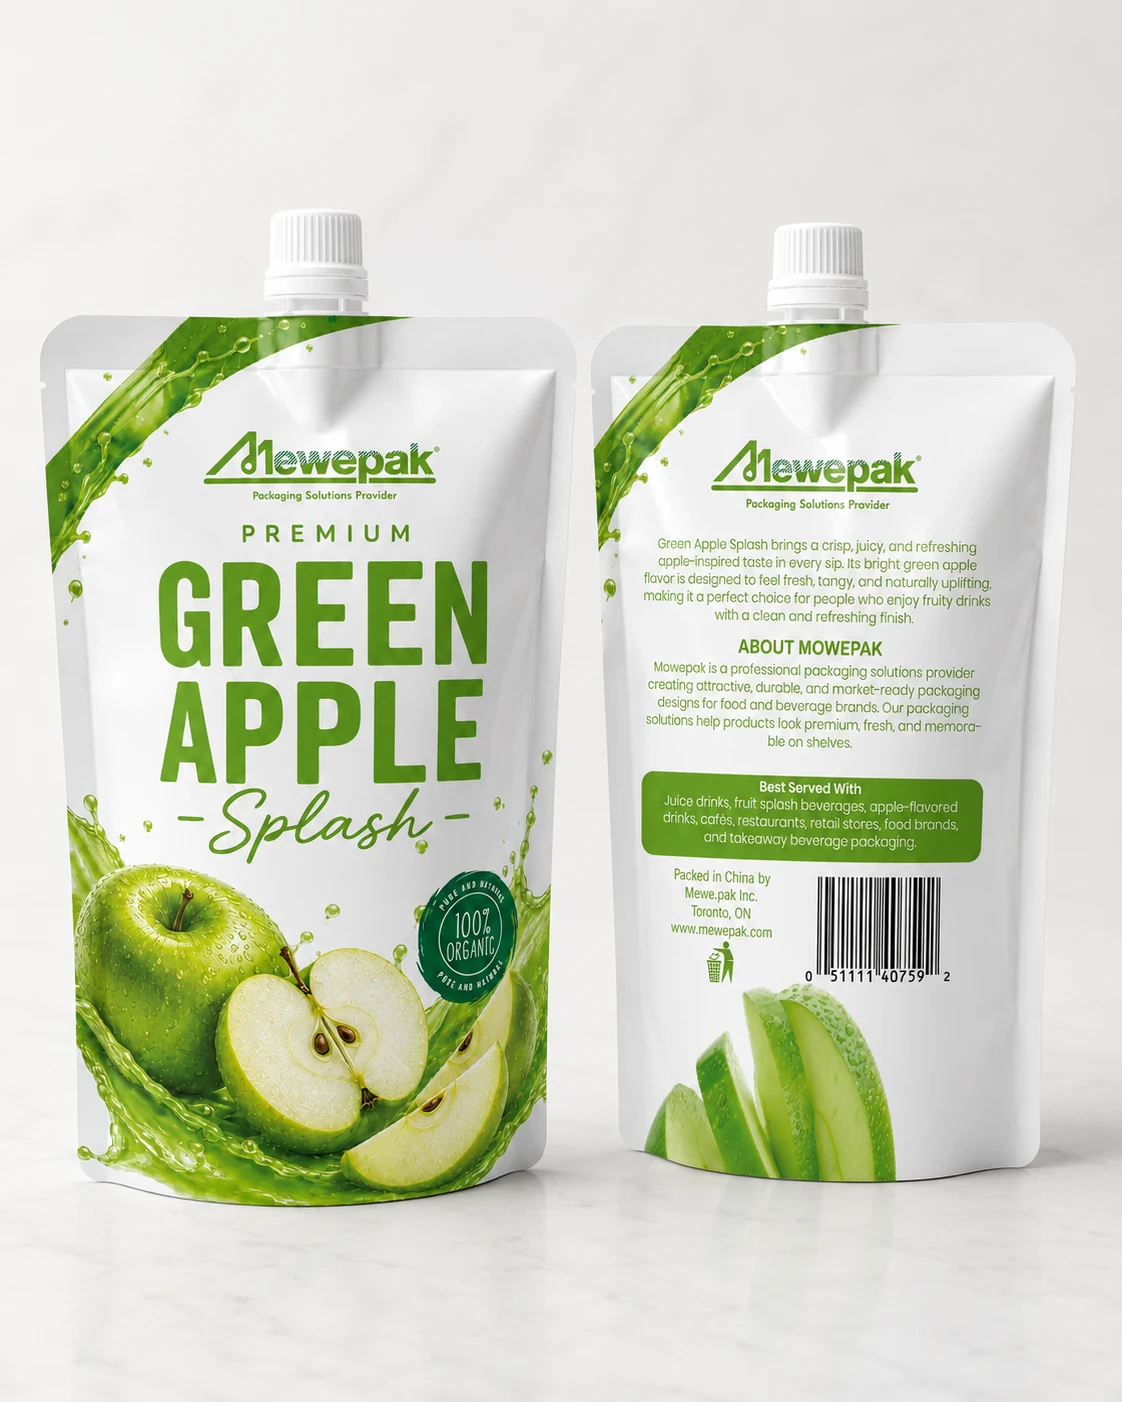 Mewepak®
Packaging Solutions Provider
PREMIUM
GREEN
APPLE
- Splash -
PURE AND NATURAL
100%
ORGANIC
Mewepak®
Packaging Solutions Provider
Green Apple Splash brings a crisp, juicy, and refreshing
apple-inspired taste in every sip. Its bright green apple
flavor is designed to feel fresh, tangy, and naturally uplifting,
making it a perfect choice for people who enjoy fruity drinks
with a clean and refreshing finish.
ABOUT MOWEPAK
Mowepak is a professional packaging solutions provider
creating attractive, durable, and market-ready packaging
designs for food and beverage brands. Our packaging
solutions help products look premium, fresh, and memora-
ble on shelves.
Best Served With
Juice drinks, fruit splash beverages, apple-flavored
drinks, cafés, restaurants, retail stores, food brands,
and takeaway beverage packaging.
Packed in China by
Mewe.pak Inc.
Toronto, ON
www.mewepak.com
0 51111 40759 2